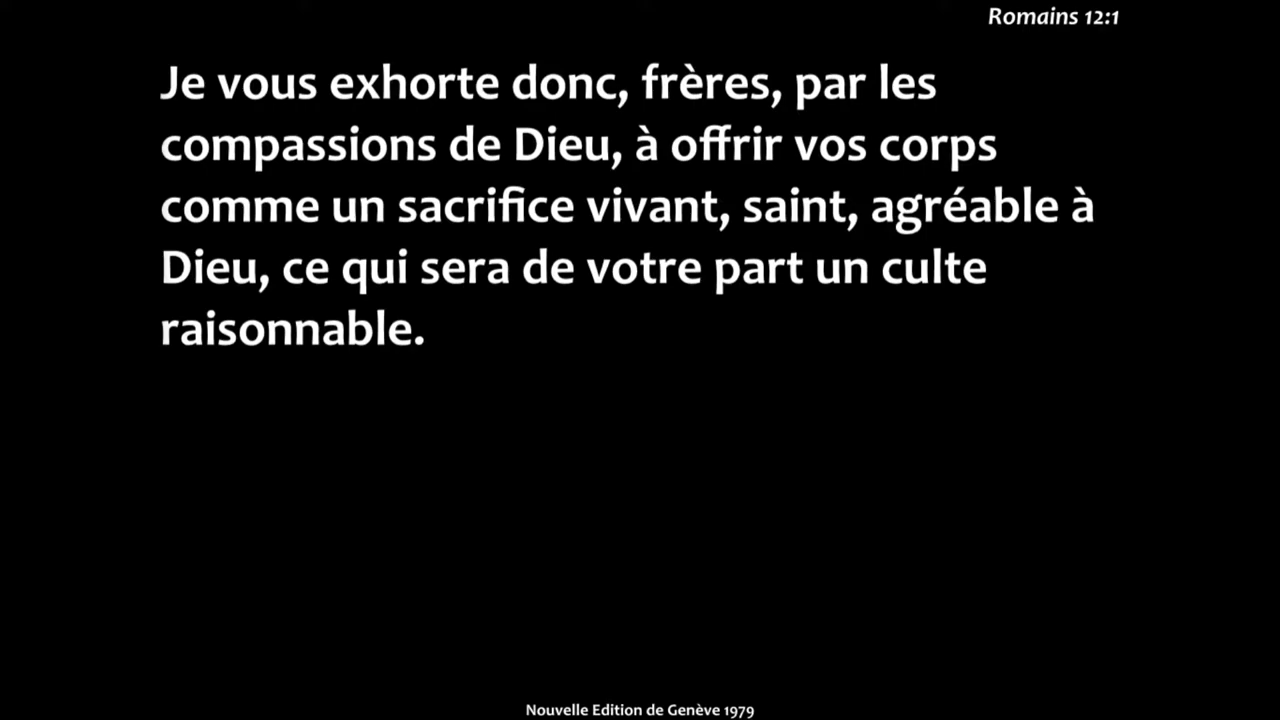 Romains 12:1
Je vous exhorte donc, frères, par les
compassions de Dieu, à offrir vos corps
comme un sacrifice vivant, saint, agréable à
Dieu, ce qui sera de votre part un culte
raisonnable.
Nouvelle Edition de Genève 1979